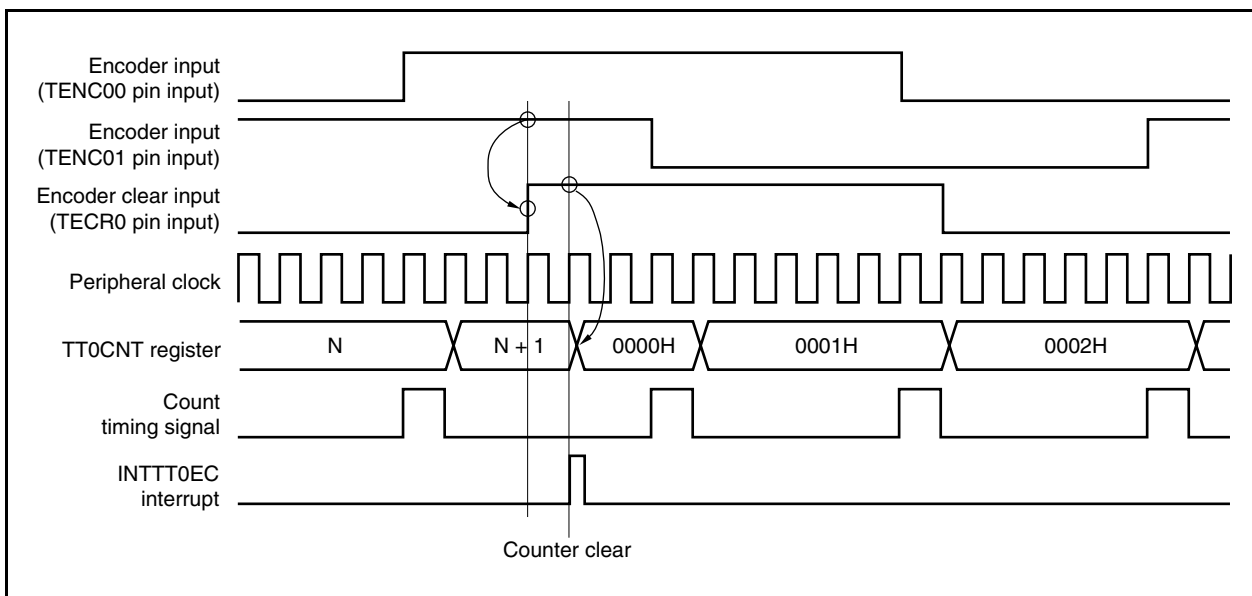 Encoder input
(TENC00 pin input)
Encoder input
(TENC01 pin input)
Encoder clear input
(TECR0 pin input)
Peripheral clock
TT0CNT register
N
N + 1
0000H
0001H
0002H
Count
timing signal
INTTT0EC
interrupt
Counter clear